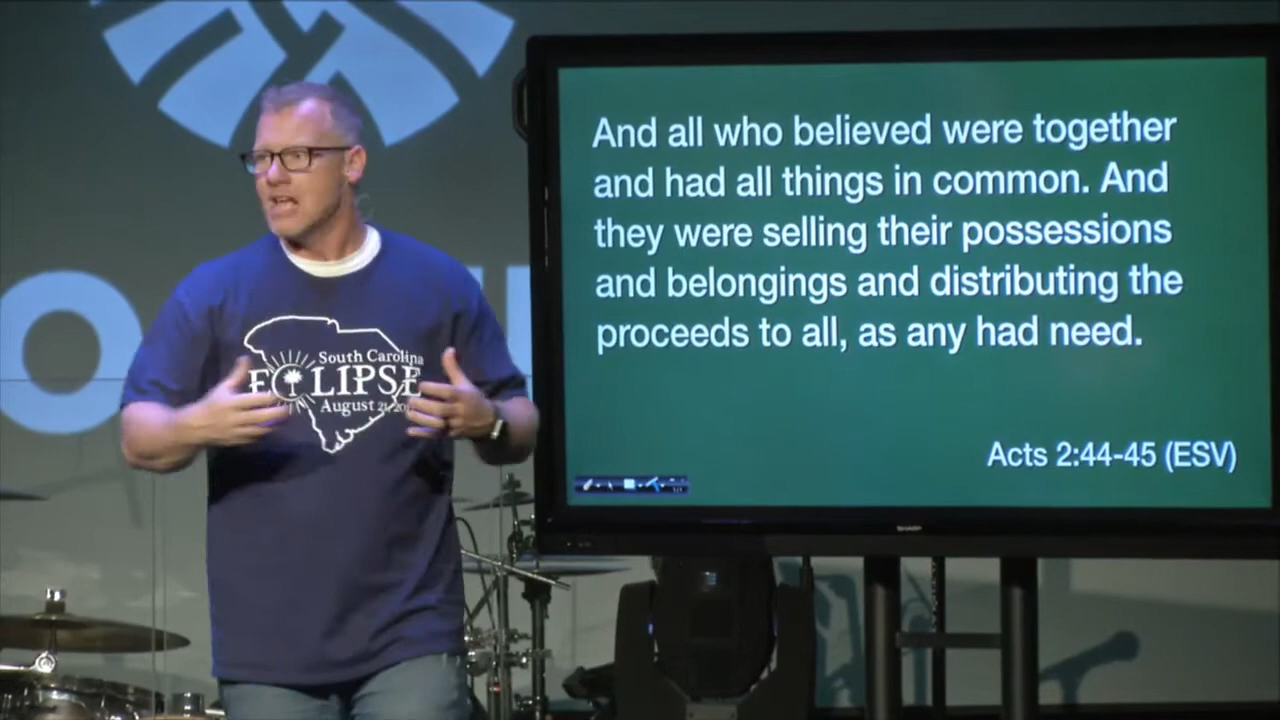 And all who believed were together
and had all things in common. And
they were selling their possessions
and belongings and distributing the
proceeds to all, as any had need.
Acts 2:44-45 (ESV)
South Carolina
ECLIPSE
August 21,
SHARP